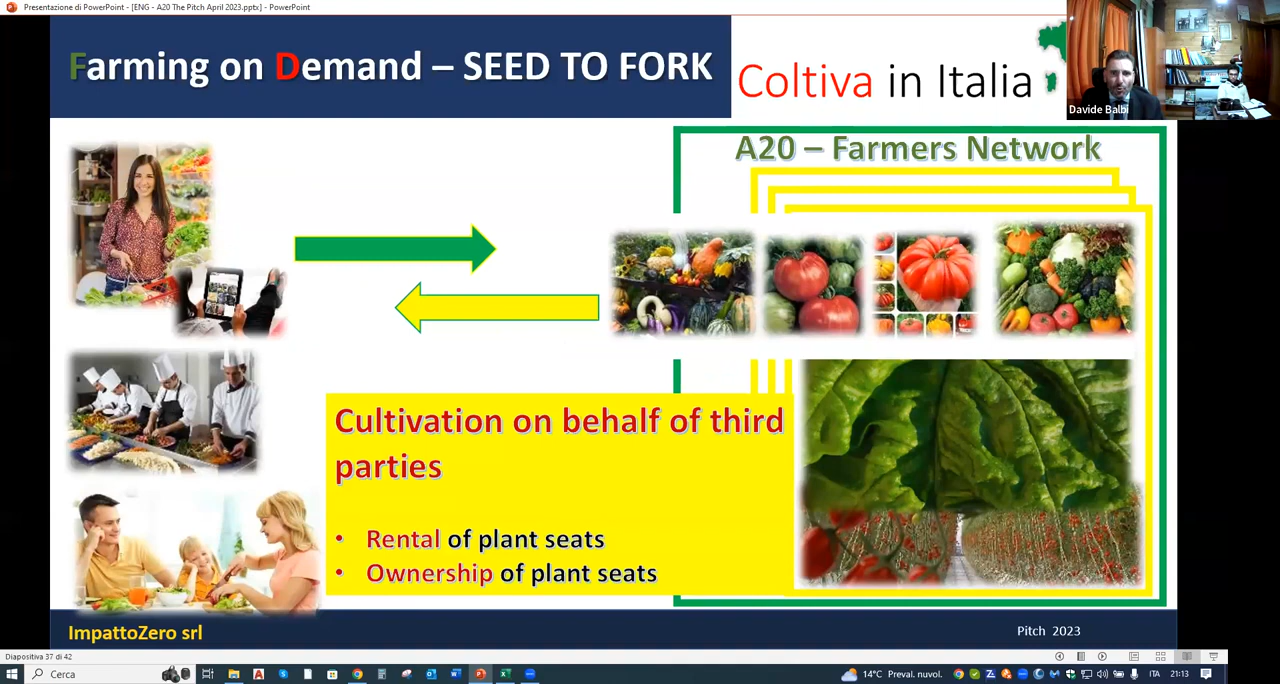 Presentazione di PowerPoint - [ENG - A20 The Pitch April 2023.pptx] - PowerPoint
Farming on Demand – SEED TO FORK
Coltiva in Italia
Davide Balbi
A20 – Farmers Network
Cultivation on behalf of third
parties
• Rental of plant seats
• Ownership of plant seats
ImpattoZero srl
Pitch 2023
Diapositiva 37 di 42
Cerca
14°C Preval. nuvol.
ITA
21:13